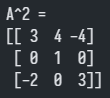 A^2 =
[[ 3  4 -4]
 [ 0  1  0]
 [-2  0  3]]